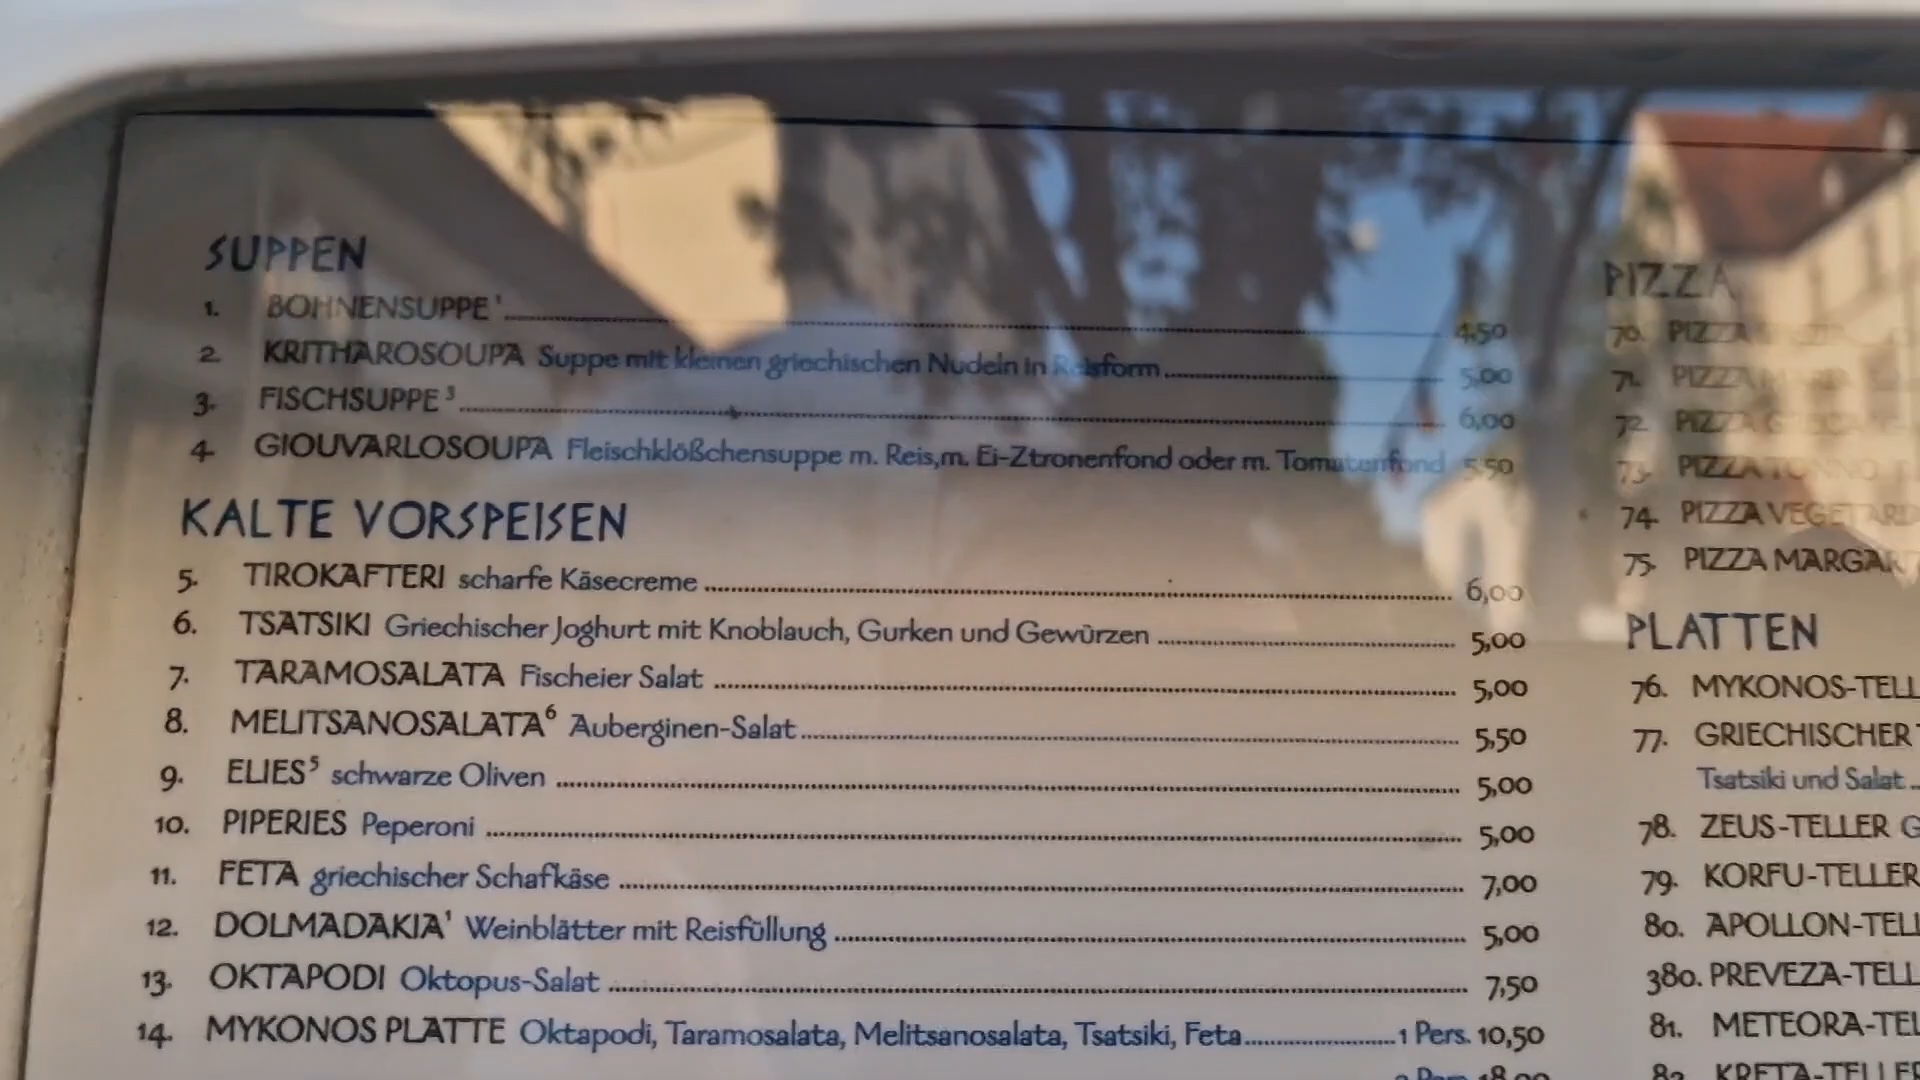 SUPPEN
1. BOHNENSUPPE¹ 4,50
2. KRITHAROSOUPA Suppe mit kleinen griechischen Nudeln in Reisform 5,00
3. FISCHSUPPE³ 6,00
4. GIOUVARLOSOUPA Fleischklößchensuppe m. Reis,m. Ei-Ztronenfond oder m. Tomatenfond 5,50
KALTE VORSPEISEN
5. TIROKAFTERI scharfe Käsecreme 6,00
6. TSATSIKI Griechischer Joghurt mit Knoblauch, Gurken und Gewürzen 5,00
7. TARAMOSALATA Fischeier Salat 5,00
8. MELITSANOSALATA⁶ Auberginen-Salat 5,50
9. ELIES⁵ schwarze Oliven 5,00
10. PIPERIES Peperoni 5,00
11. FETA griechischer Schafkäse 7,00
12. DOLMADAKIA¹ Weinblätter mit Reisfüllung 5,00
13. OKTAPODI Oktopus-Salat 7,50
14. MYKONOS PLATTE Oktapodi, Taramosalata, Melitsanosalata, Tsatsiki, Feta 1 Pers. 10,50
18,00
PIZZA
70. PIZZA
71. PIZZA
72. PIZZA
73. PIZZA TONNO
74. PIZZA
75. PIZZA
PLATTEN
76. MYKONOS-TELL
77. GRIECHISCHER
Tsatsiki und Salat
78. ZEUS-TELLER G
79. KORFU-TELLER
80. APOLLON-TELL
380. PREVEZA-TELL
81. METEORA-TEL
82. KRETA-TELLER